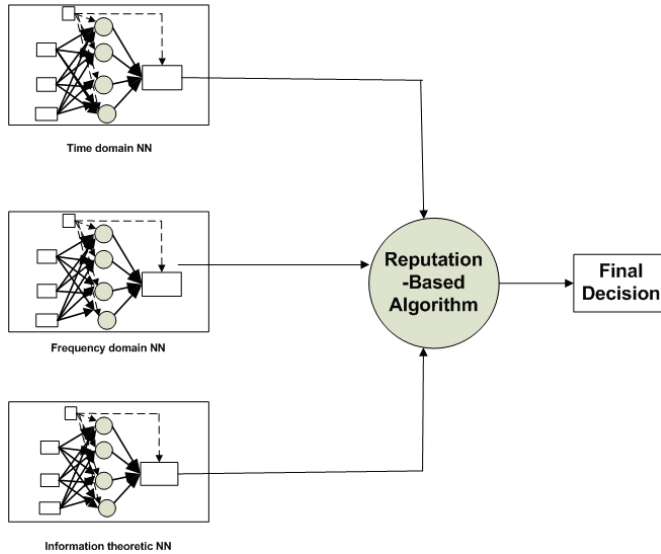 Time domain NN
Frequency domain NN
Information theoretic NN
Reputation
-Based
Algorithm
Final
Decision